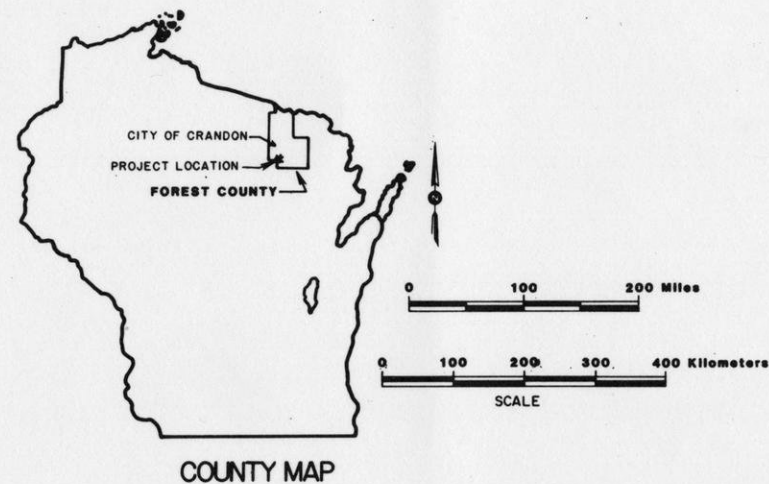 CITY OF CRANDON
PROJECT LOCATION
FOREST COUNTY
0 100 200 Miles
0 100 200 300 400 Kilometers
SCALE
COUNTY MAP